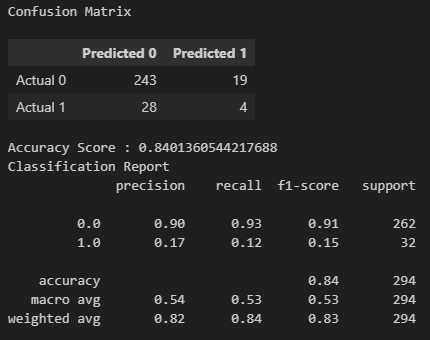 Confusion Matrix
Predicted 0 Predicted 1
Actual 0 243 19
Actual 1 28 4
Accuracy Score : 0.8401360544217688
Classification Report
precision recall f1-score support
0.0 0.90 0.93 0.91 262
1.0 0.17 0.12 0.15 32
accuracy 0.84 294
macro avg 0.54 0.53 0.53 294
weighted avg 0.82 0.84 0.83 294